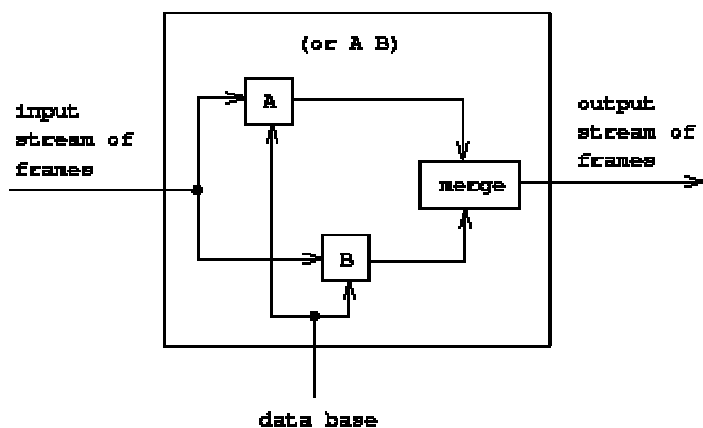 (or A B)
A
input
stream of
frames
output
stream of
frames
merge
B
data base